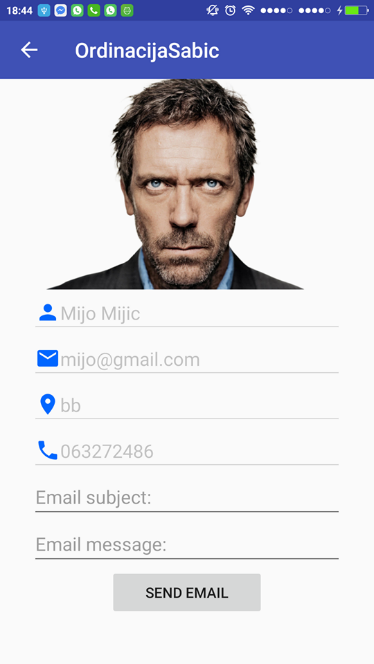 18:44
OrdinacijaSabic
Mijo Mijic
mijo@gmail.com
bb
063272486
Email subject:
Email message:
SEND EMAIL